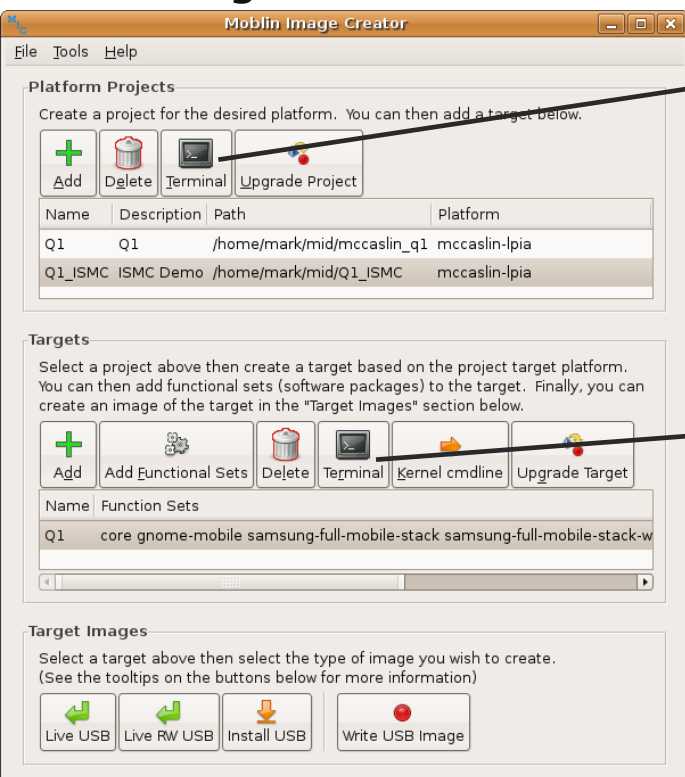 MIC Moblin Image Creator
File Tools Help
Platform Projects
Create a project for the desired platform. You can then add a target below.
Add Delete Terminal Upgrade Project
Name Description Path Platform
Q1 Q1 /home/mark/mid/mccaslin_q1 mccaslin-lpia
Q1_ISMC ISMC Demo /home/mark/mid/Q1_ISMC mccaslin-lpia
Targets
Select a project above then create a target based on the project target platform.
You can then add functional sets (software packages) to the target. Finally, you can
create an image of the target in the "Target Images" section below.
Add Add Functional Sets Delete Terminal Kernel cmdline Upgrade Target
Name Function Sets
Q1 core gnome-mobile samsung-full-mobile-stack samsung-full-mobile-stack-w
Target Images
Select a target above then select the type of image you wish to create.
(See the tooltips on the buttons below for more information)
Live USB Live RW USB Install USB Write USB Image